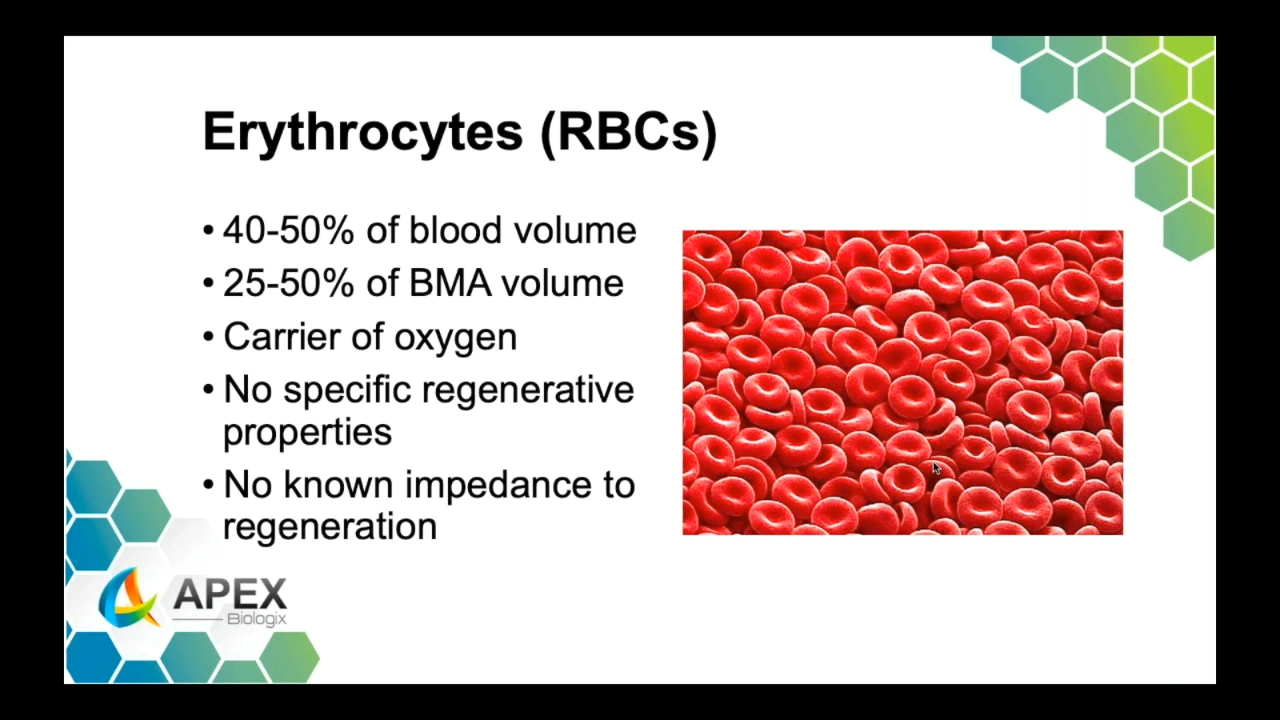 Erythrocytes (RBCs)
• 40-50% of blood volume
• 25-50% of BMA volume
• Carrier of oxygen
• No specific regenerative
properties
• No known impedance to
regeneration
APEX
Biologix